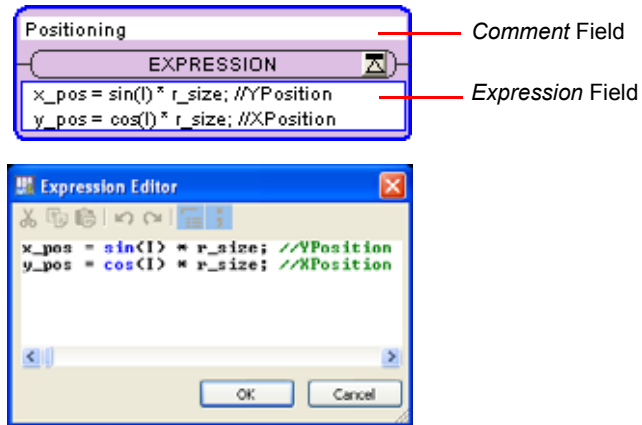 Positioning
Comment Field
EXPRESSION
x_pos = sin(I) * r_size; //YPosition
Expression Field
y_pos = cos(I) * r_size; //XPosition
Expression Editor
x_pos = sin(I) * r_size; //YPosition
y_pos = cos(I) * r_size; //XPosition
OK
Cancel